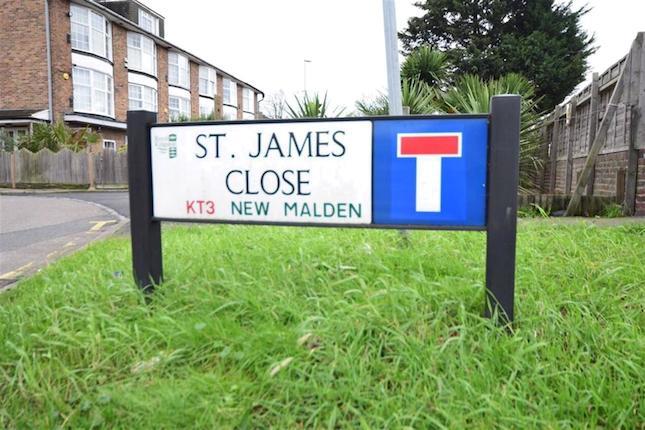 ST. JAMES
CLOSE
KT3 NEW MALDEN